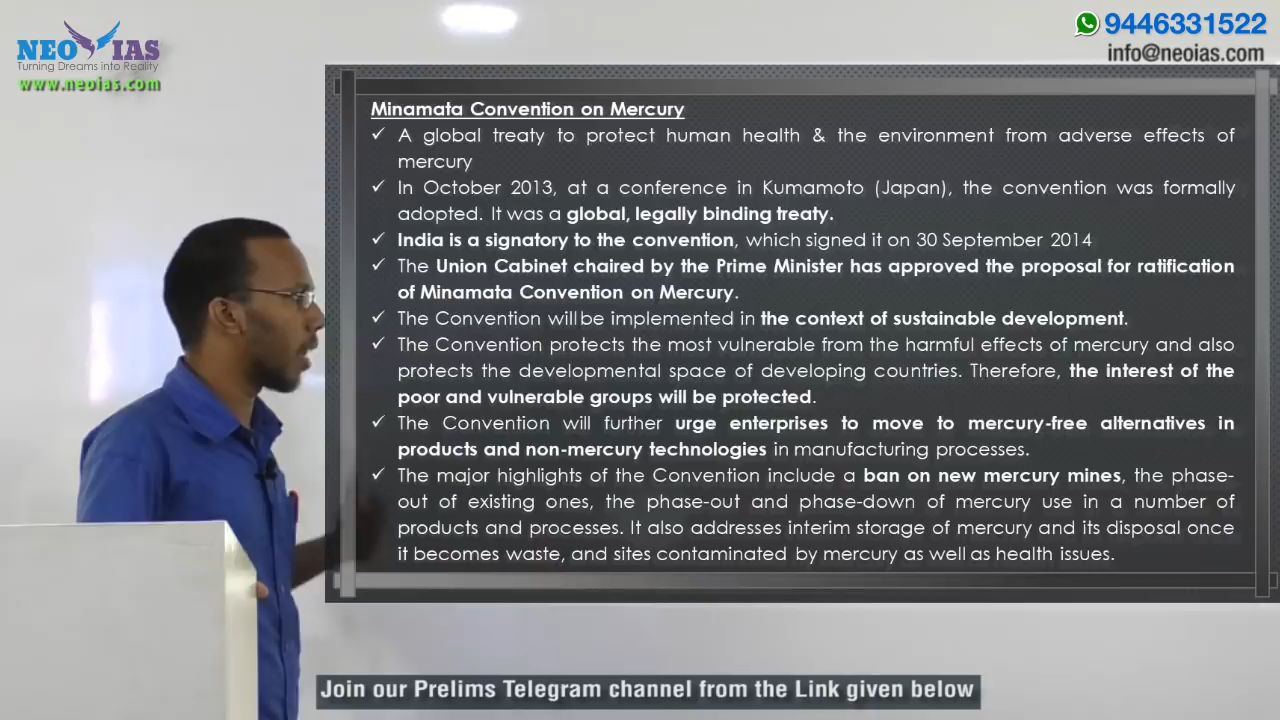 NEO IAS
Turning Dreams into Reality
www.neoias.com
9446331522
info@neoias.com
Minamata Convention on Mercury
✓ A global treaty to protect human health & the environment from adverse effects of
mercury
✓ In October 2013, at a conference in Kumamoto (Japan), the convention was formally
adopted. It was a global, legally binding treaty.
✓ India is a signatory to the convention, which signed it on 30 September 2014
✓ The Union Cabinet chaired by the Prime Minister has approved the proposal for ratification
of Minamata Convention on Mercury.
✓ The Convention will be implemented in the context of sustainable development.
✓ The Convention protects the most vulnerable from the harmful effects of mercury and also
protects the developmental space of developing countries. Therefore, the interest of the
poor and vulnerable groups will be protected.
✓ The Convention will further urge enterprises to move to mercury-free alternatives in
products and non-mercury technologies in manufacturing processes.
✓ The major highlights of the Convention include a ban on new mercury mines, the phase-
out of existing ones, the phase-out and phase-down of mercury use in a number of
products and processes. It also addresses interim storage of mercury and its disposal once
it becomes waste, and sites contaminated by mercury as well as health issues.
Join our Prelims Telegram channel from the Link given below